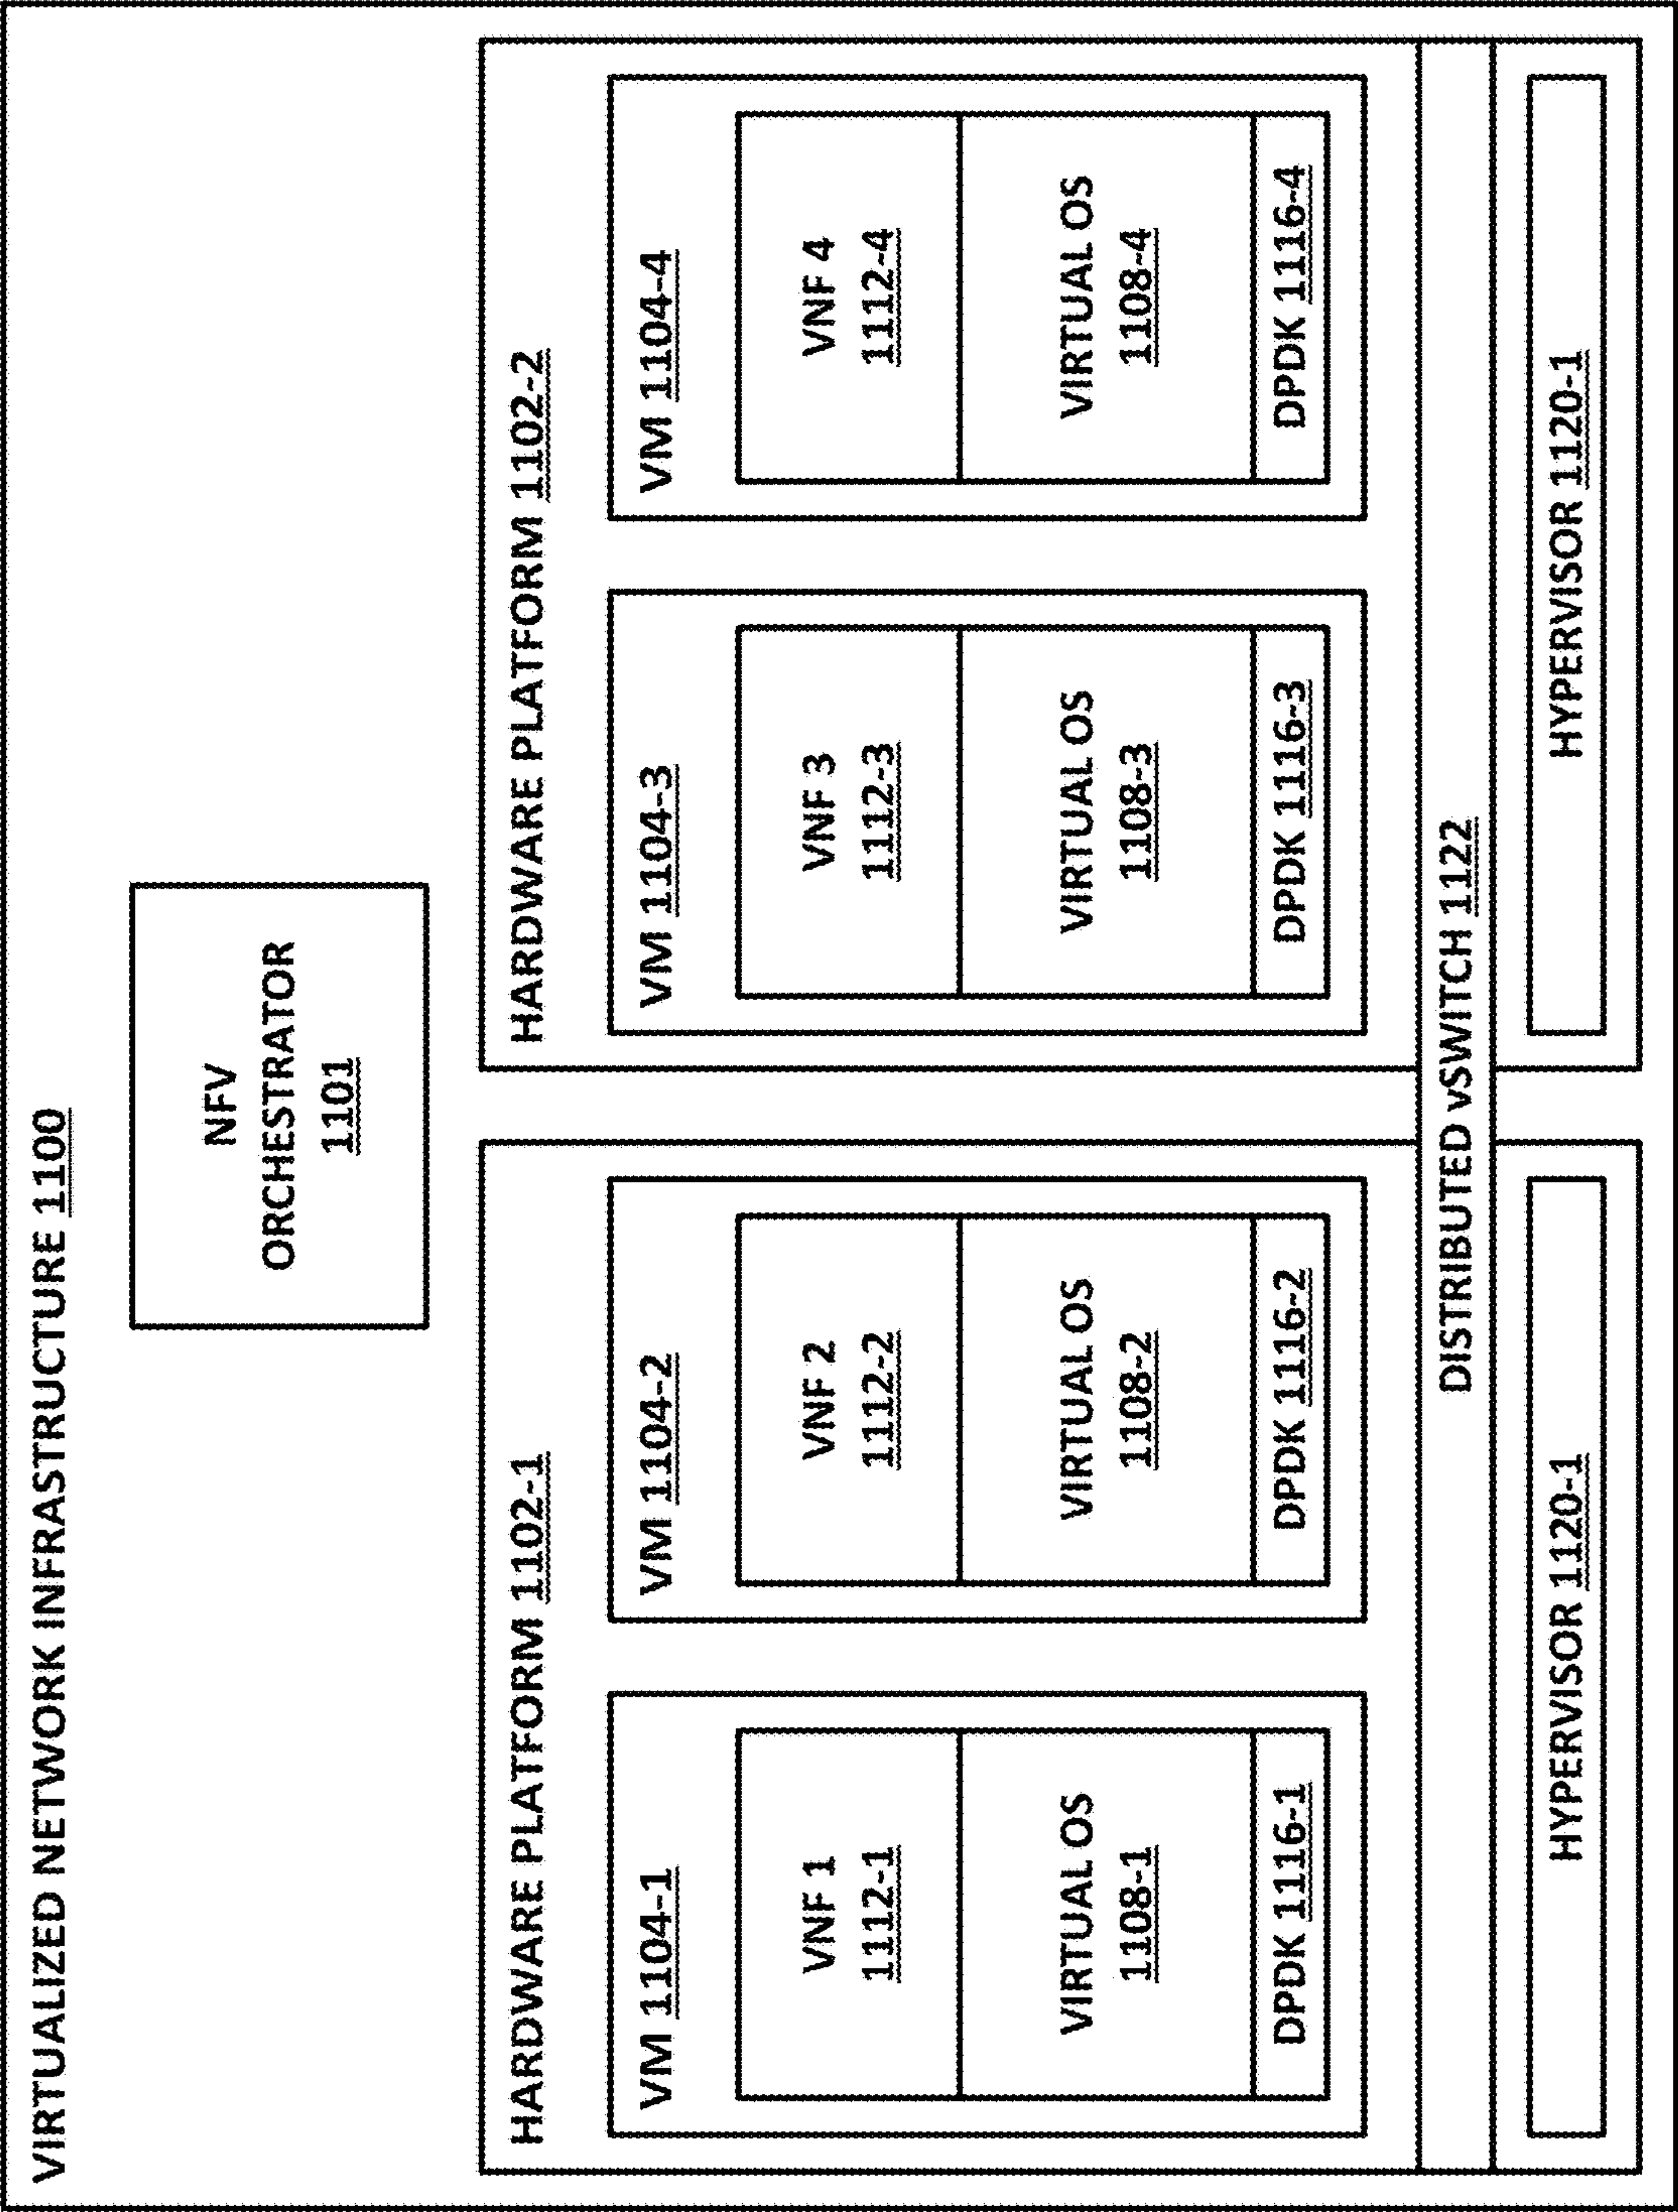 VIRTUALIZED NETWORK INFRASTRUCTURE 1100
NFV
ORCHESTRATOR
1101
HARDWARE PLATFORM 1102-1
VM 1104-1
VNF 1
1112-1
VIRTUAL OS
1108-1
DPDK 1116-1
VM 1104-2
VNF 2
1112-2
VIRTUAL OS
1108-2
DPDK 1116-2
HARDWARE PLATFORM 1102-2
VM 1104-3
VNF 3
1112-3
VIRTUAL OS
1108-3
DPDK 1116-3
VM 1104-4
VNF 4
1112-4
VIRTUAL OS
1108-4
DPDK 1116-4
DISTRIBUTED vSWITCH 1122
HYPERVISOR 1120-1
HYPERVISOR 1120-1